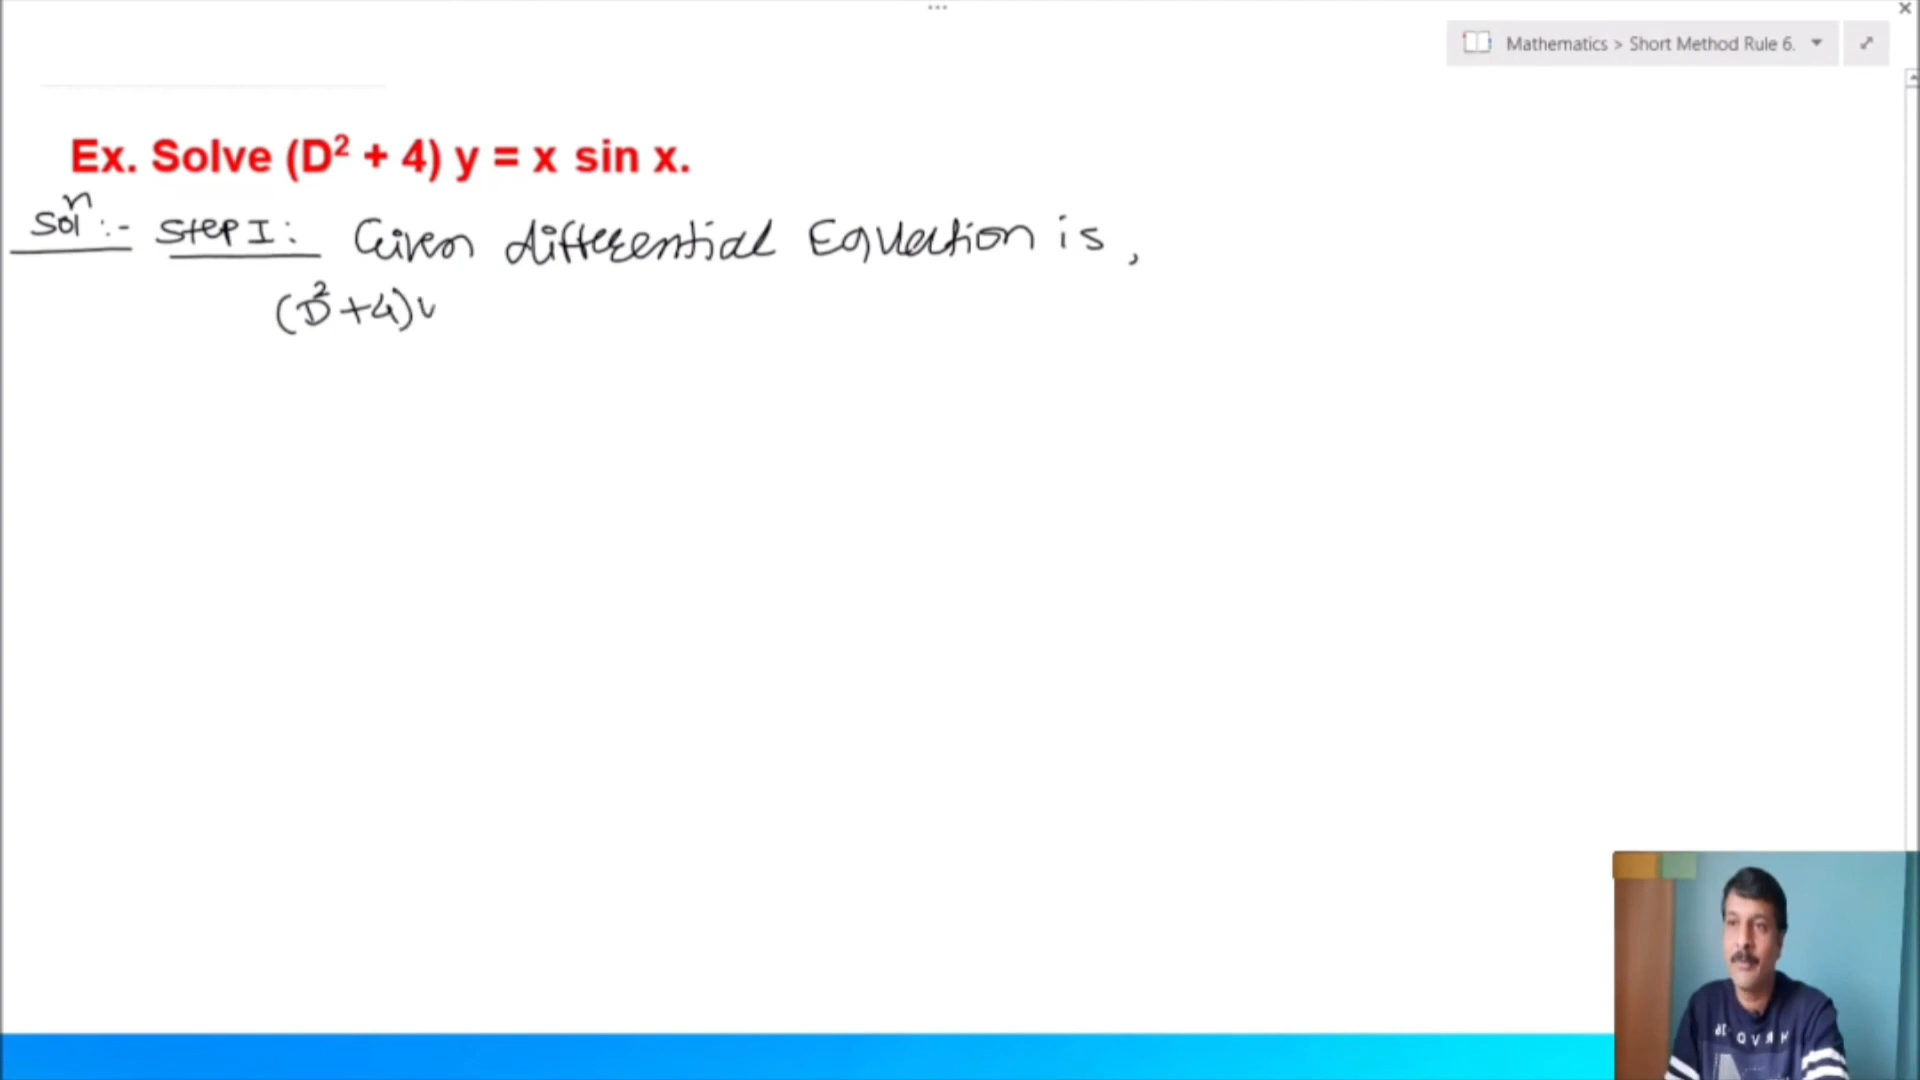 Mathematics > Short Method Rule 6.
Ex. Solve (D² + 4) y = x sin x.
Solⁿ :- Step I : Given differential Equation is ,
(D²+4)